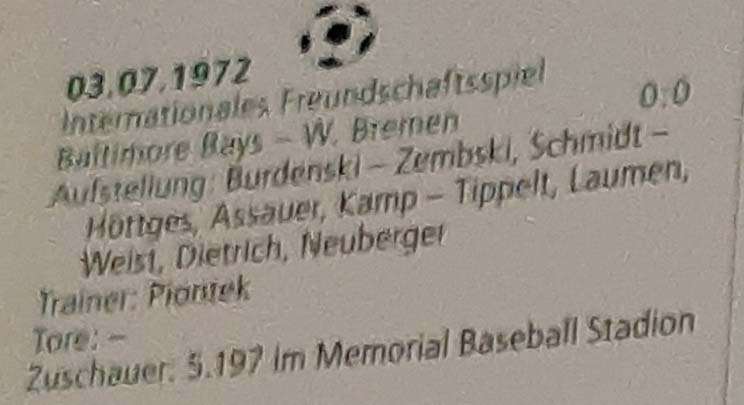 03.07.1972
Internationales Freundschaftsspiel
Baltimore Bays – W. Bremen 0:0
Aufstellung: Burdenski – Zembski, Schmidt –
Höttges, Assauer, Kamp – Tippelt, Laumen,
Weist, Dietrich, Neuberger
Trainer: Piontek
Tore: –
Zuschauer: 5.197 im Memorial Baseball Stadion